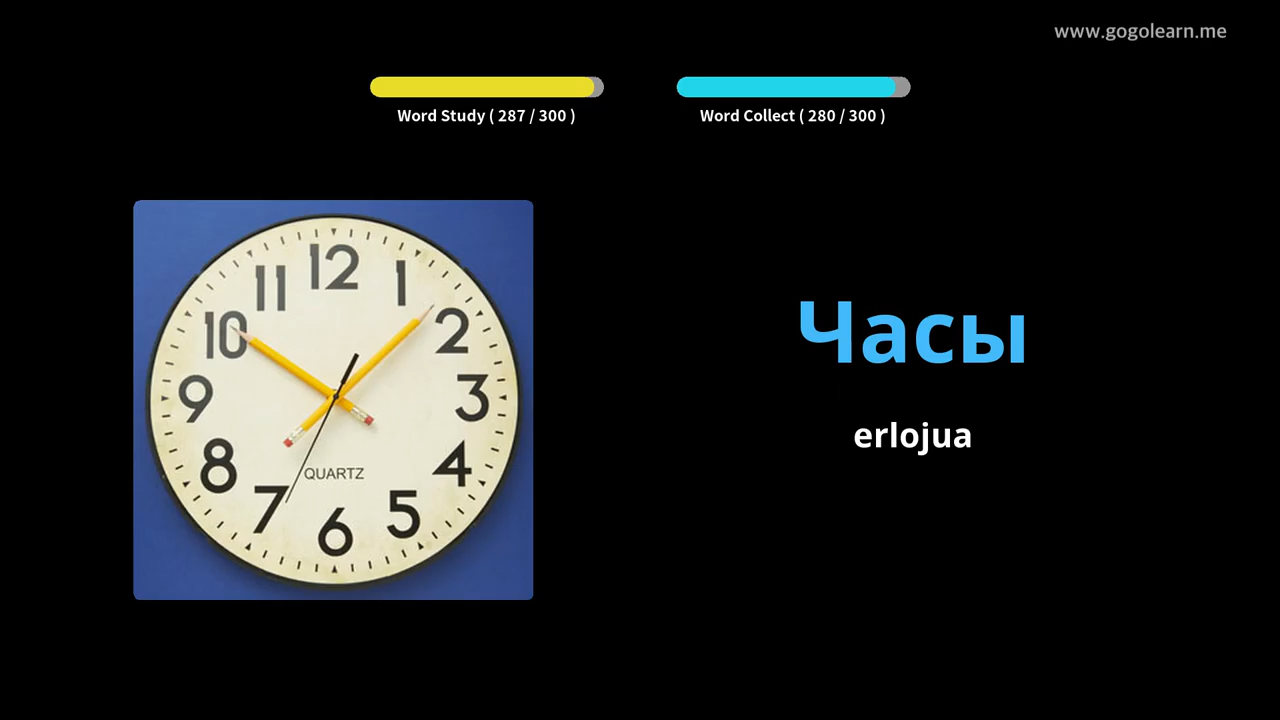 www.gogolearn.me
Word Study ( 287 / 300 )
Word Collect ( 280 / 300 )
12
1
2
3
4
5
6
7
8
9
10
11
QUARTZ
Часы
erlojua